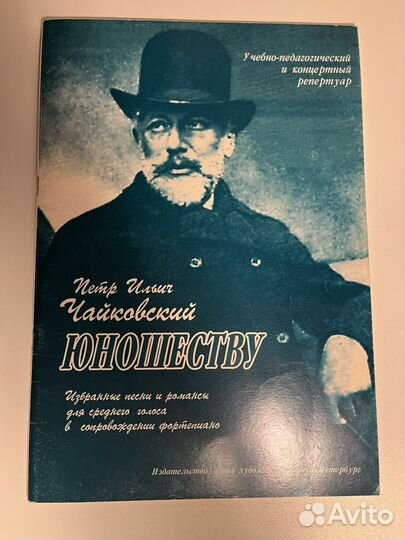 Учебно-педагогический
и концертный
репертуар
Петр Ильич
Чайковский
ЮНОШЕСТВУ
Избранные песни и романсы
для среднего голоса
в сопровождении фортепиано
Издательство
Avito